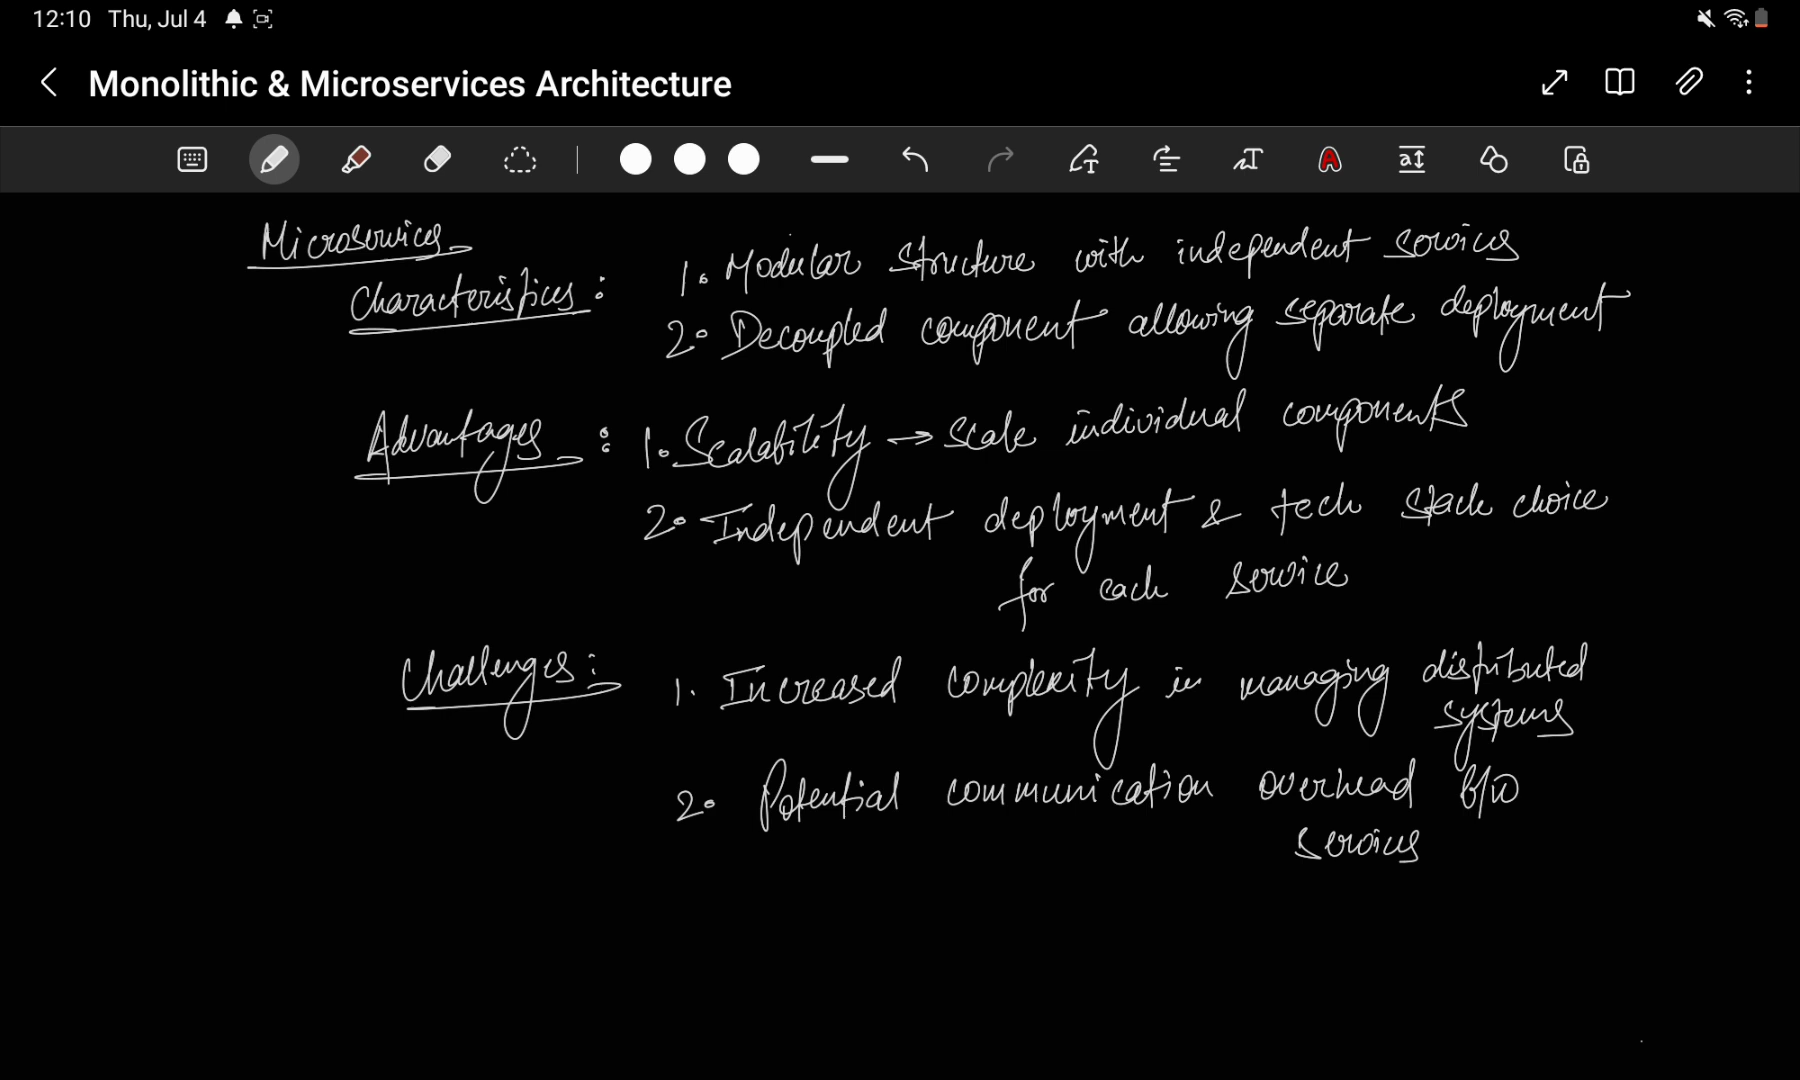 12:10 Thu, Jul 4
Monolithic & Microservices Architecture
Microservices
Characteristics : 1. Modular structure with independent services
2. Decoupled component allowing separate deployment
Advantages : 1. Scalability → scale individual components
2. Independent deployment & tech stack choice
for each service
Challenges : 1. Increased complexity in managing distributed
systems
2. Potential communication overhead b/w
services